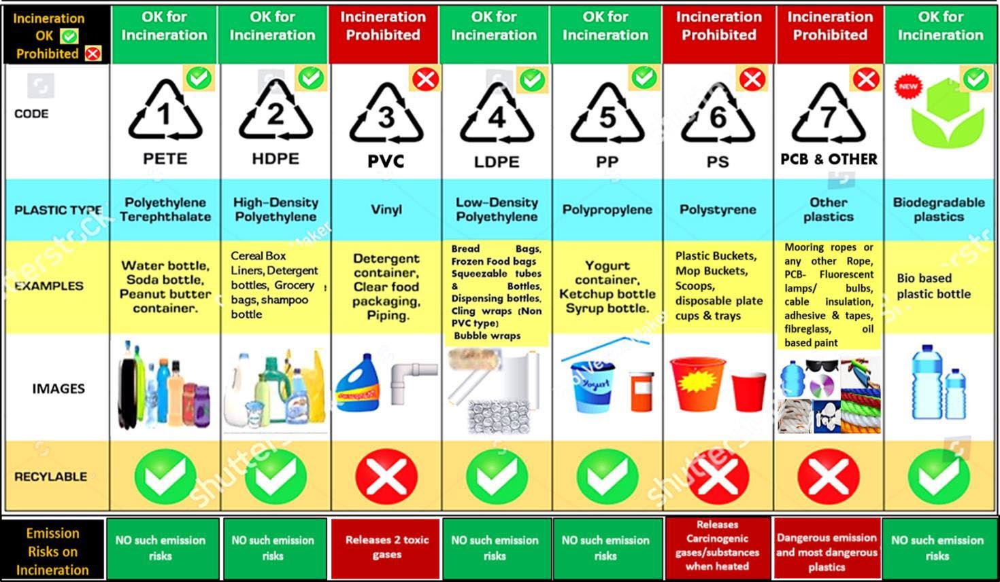 Incineration
OK
Prohibited
OK for
Incineration
OK for
Incineration
Incineration
Prohibited
OK for
Incineration
OK for
Incineration
Incineration
Prohibited
Incineration
Prohibited
OK for
Incineration
CODE
1
PETE
2
HDPE
3
PVC
4
LDPE
5
PP
6
PS
7
PCB & OTHER
NEW
PLASTIC TYPE
Polyethylene
Terephthalate
High-Density
Polyethylene
Vinyl
Low-Density
Polyethylene
Polypropylene
Polystyrene
Other
plastics
Biodegradable
plastics
EXAMPLES
Water bottle,
Soda bottle,
Peanut butter
container.
Cereal Box
Liners, Detergent
bottles, Grocery
bags, shampoo
bottle
Detergent
container,
Clear food
packaging,
Piping.
Bread Bags,
Frozen Food bags
Squeezable tubes
& Bottles,
Dispensing bottles,
Cling wraps (Non
PVC type)
Bubble wraps
Yogurt
container,
Ketchup bottle
Syrup bottle.
Plastic Buckets,
Mop Buckets,
Scoops,
disposable plate
cups & trays
Mooring ropes or
any other Rope,
PCB- Fluorescent
lamps/ bulbs,
cable insulation,
adhesive & tapes,
fibreglass, oil
based paint
Bio based
plastic bottle
IMAGES
Yogurt
RECYLABLE
shutterstock
Emission
Risks on
Incineration
NO such emission
risks
NO such emission
risks
Releases 2 toxic
gases
NO such emission
risks
NO such emission
risks
Releases
Carcinogenic
gases/substances
when heated
Dangerous emission
and most dangerous
plastics
NO such emission
risks